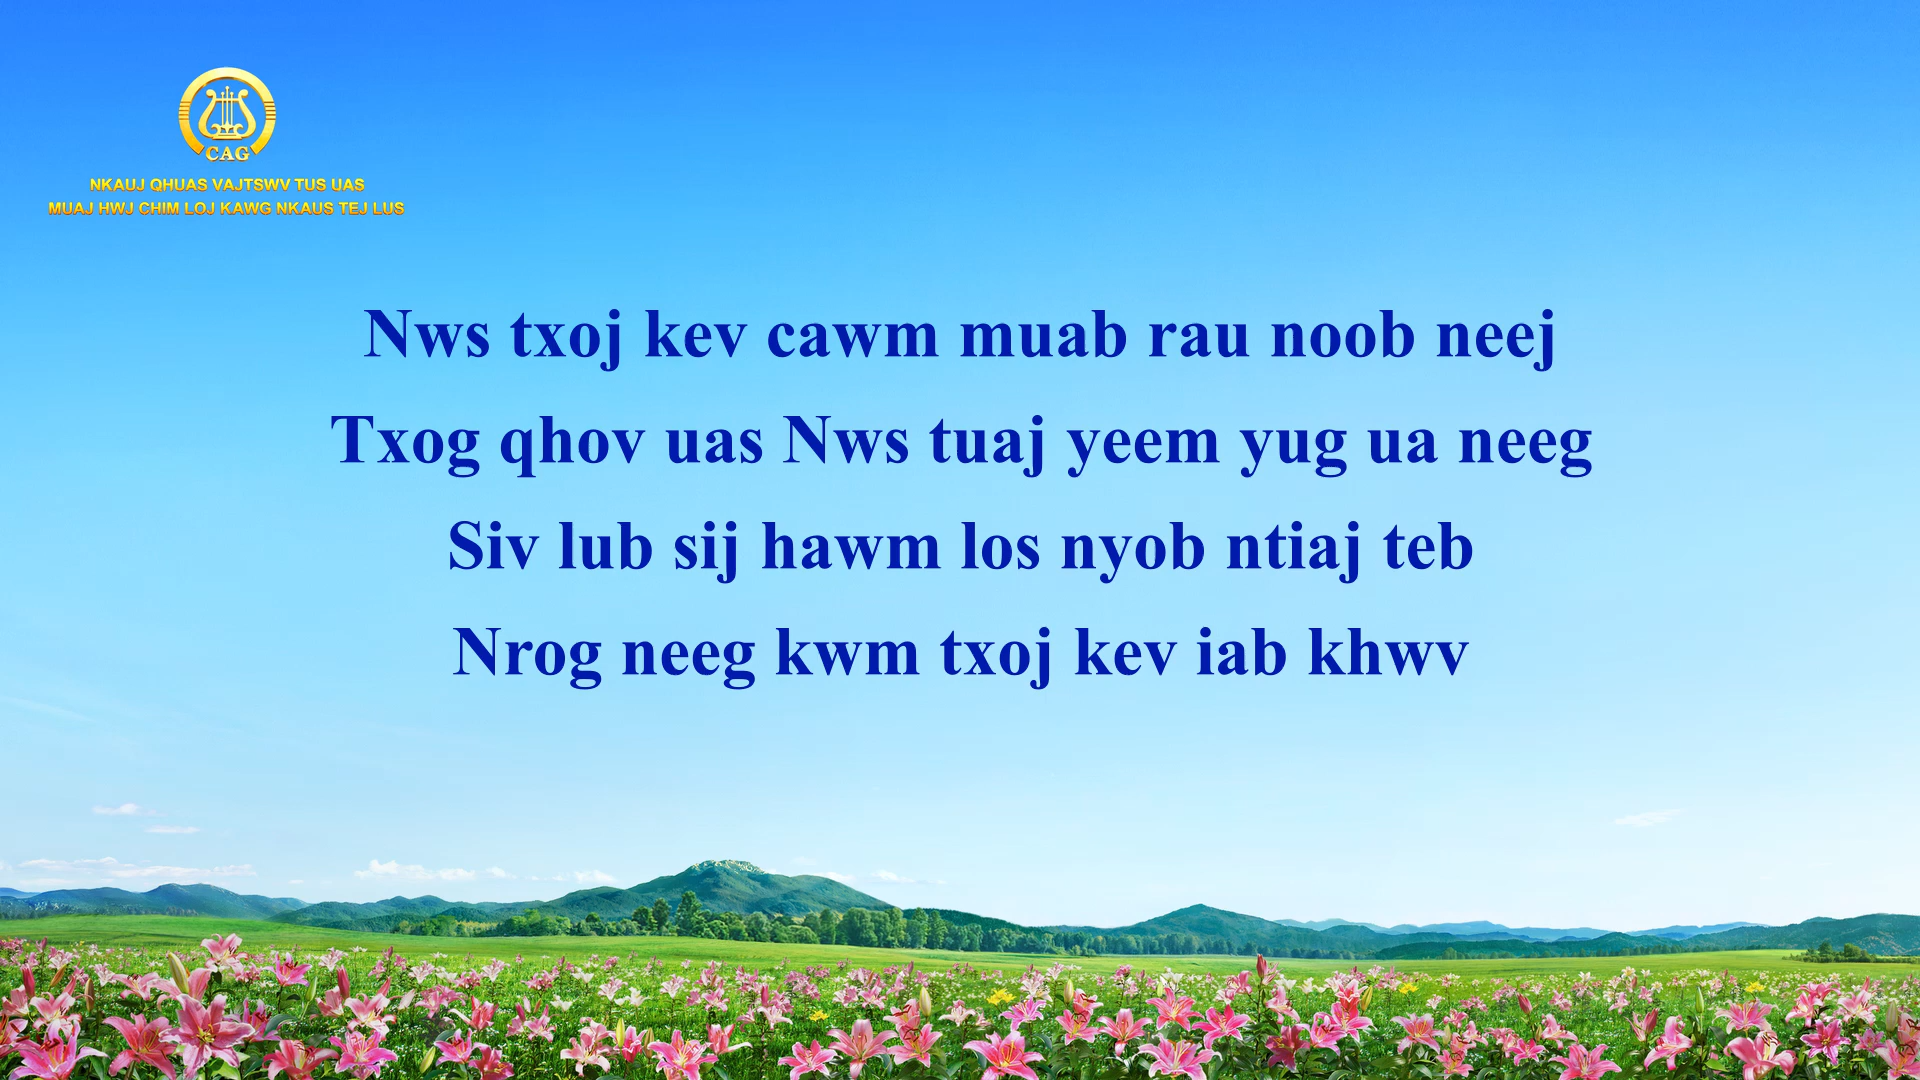 CAG
NKAUJ QHUAS VAJTSWV TUS UAS
MUAJ HWJ CHIM LOJ KAWG NKAUS TEJ LUS
Nws txoj kev cawm muab rau noob neej
Txog qhov uas Nws tuaj yeem yug ua neeg
Siv lub sij hawm los nyob ntiaj teb
Nrog neeg kwm txoj kev iab khwv